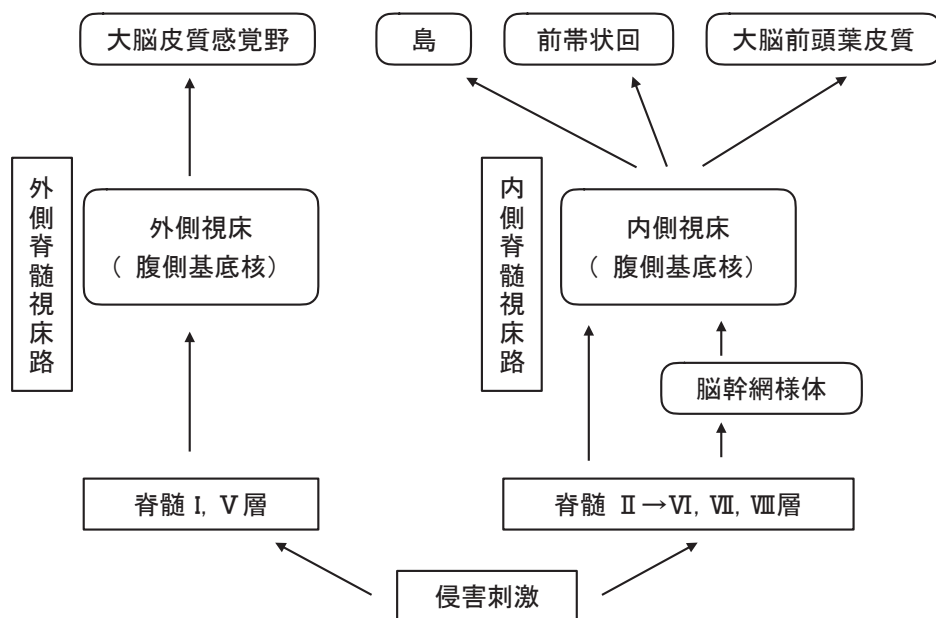 大脳皮質感覚野
島
前帯状回
大脳前頭葉皮質
外側脊髄視床路
外側視床
( 腹側基底核)
内側脊髄視床路
内側視床
( 腹側基底核)
脳幹網様体
脊髄 Ⅰ, Ⅴ層
脊髄 Ⅱ→Ⅵ, Ⅶ, Ⅷ層
侵害刺激